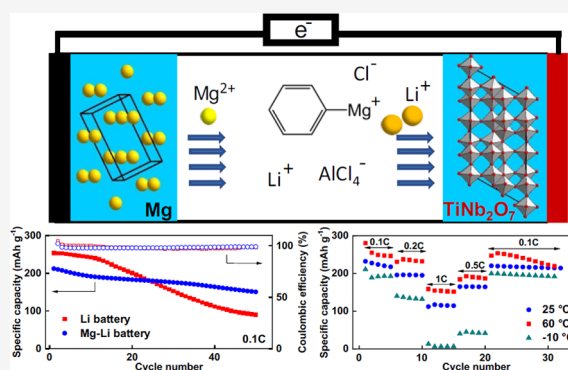 e-
Cl-
Mg2+
Mg+
Li+
Li+
AlCl4-
Mg
TiNb2O7
Specific capacity (mAh g-1)
300
200
100
0
Li battery
Mg-Li battery
0.1C
0
20
40
Cycle number
100
50
0
Coulombic efficiency (%)
Specific capacity (mAh g-1)
300
200
100
0
0.1C
0.2C
1C
0.5C
0.1C
25 °C
60 °C
-10 °C
0
10
20
30
Cycle number